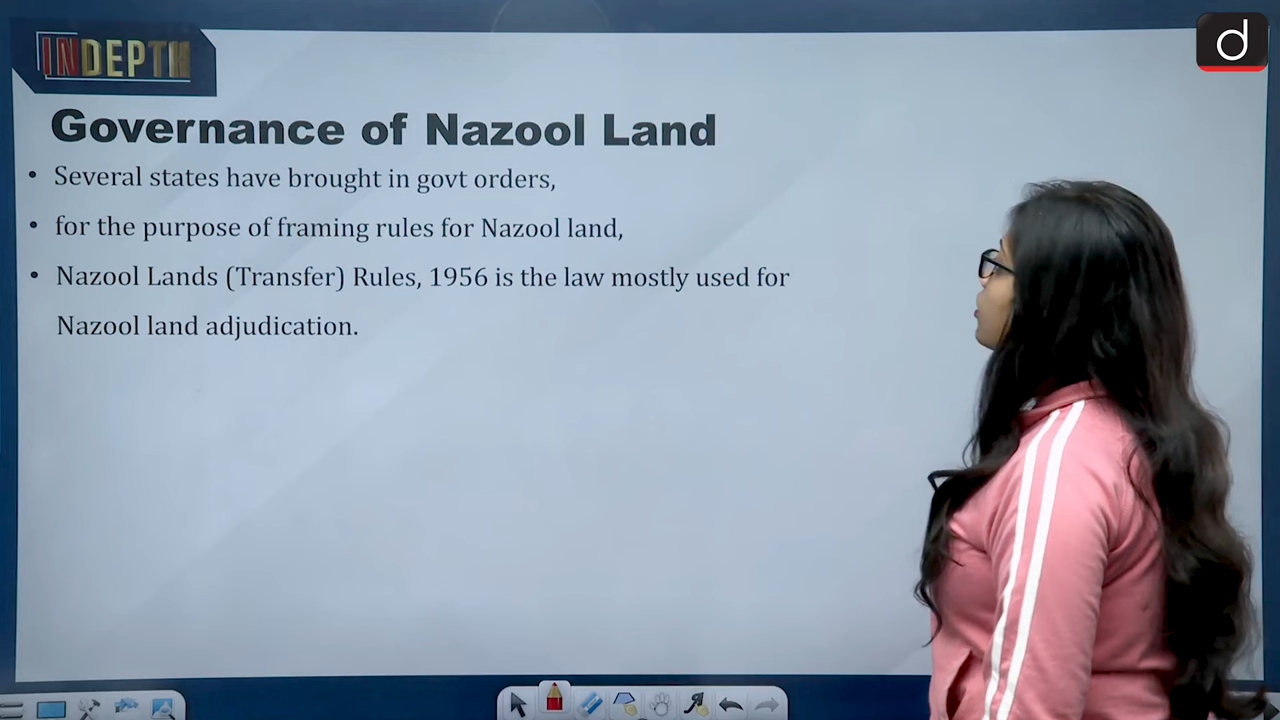 INDEPTH
d
Governance of Nazool Land
• Several states have brought in govt orders,
• for the purpose of framing rules for Nazool land,
• Nazool Lands (Transfer) Rules, 1956 is the law mostly used for
Nazool land adjudication.